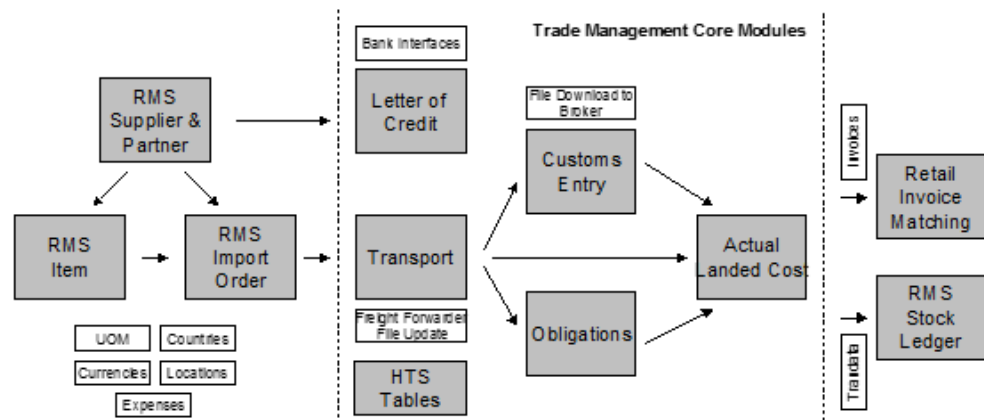 Trade Management Core Modules
Bank Interfaces
RMS
Supplier &
Partner
Letter of
Credit
File Download to
Broker
Customs
Entry
Invoices
Retail
Invoice
Matching
RMS
Item
RMS
Import
Order
Transport
Actual
Landed Cost
Freight Forwarder
File Update
Obligations
RMS
Stock
Ledger
Trandata
UOM
Countries
Currencies
Locations
Expenses
HTS
Tables